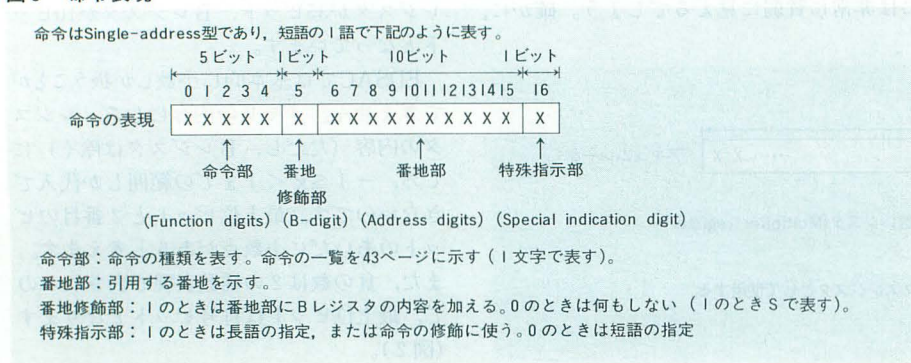 命令はSingle-address型であり，短語の1語で下記のように表す。
5ビット 1ビット 10ビット 1ビット
0 1 2 3 4 5 6 7 8 9 10 11 12 13 14 15 16
命令の表現 X X X X X X X X X X X X X X X X X
命令部 番地修飾部 番地部 特殊指示部
(Function digits) (B-digit) (Address digits) (Special indication digit)
命令部：命令の種類を表す。命令の一覧を43ページに示す（1文字で表す）。
番地部：引用する番地を示す。
番地修飾部：1のときは番地部にBレジスタの内容を加える。0のときは何もしない（1のときSで表す）。
特殊指示部：1のときは長語の指定，または命令の修飾に使う。0のときは短語の指定